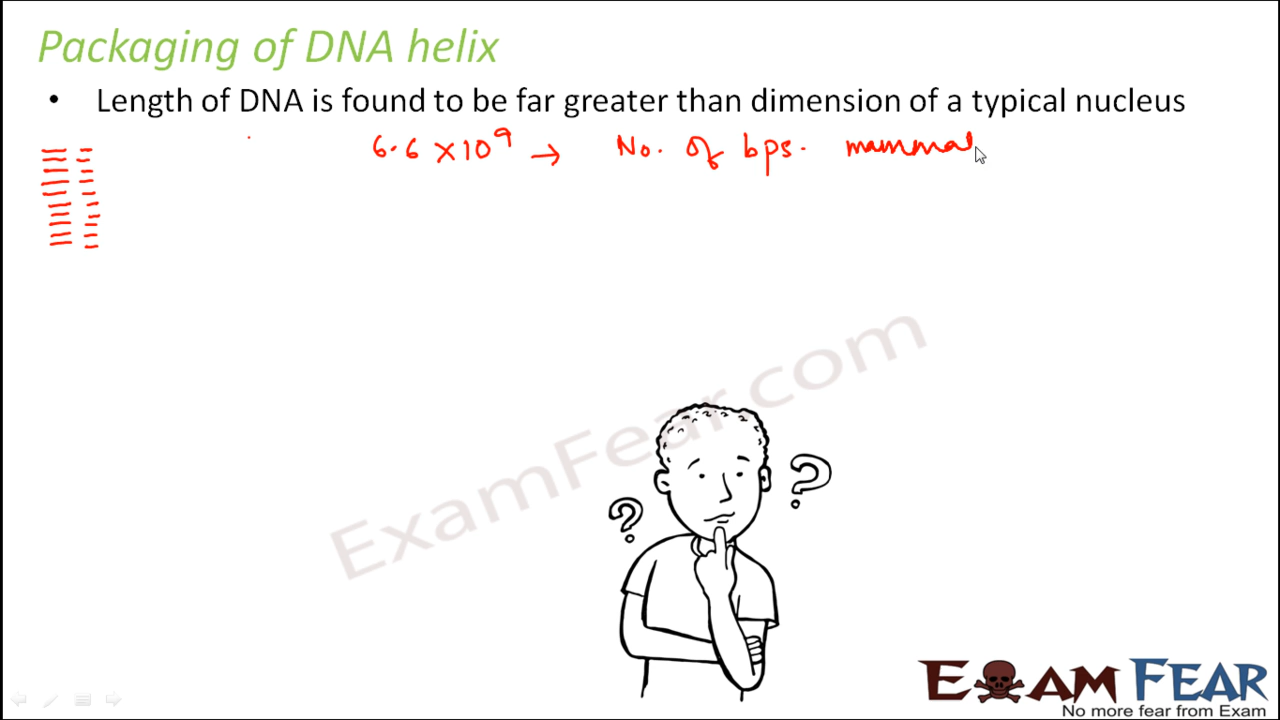 Packaging of DNA helix
• Length of DNA is found to be far greater than dimension of a typical nucleus
6.6 × 10⁹ → No. of bps. mammal
?
?
ExamFear.com
EXAM FEAR
No more fear from Exam